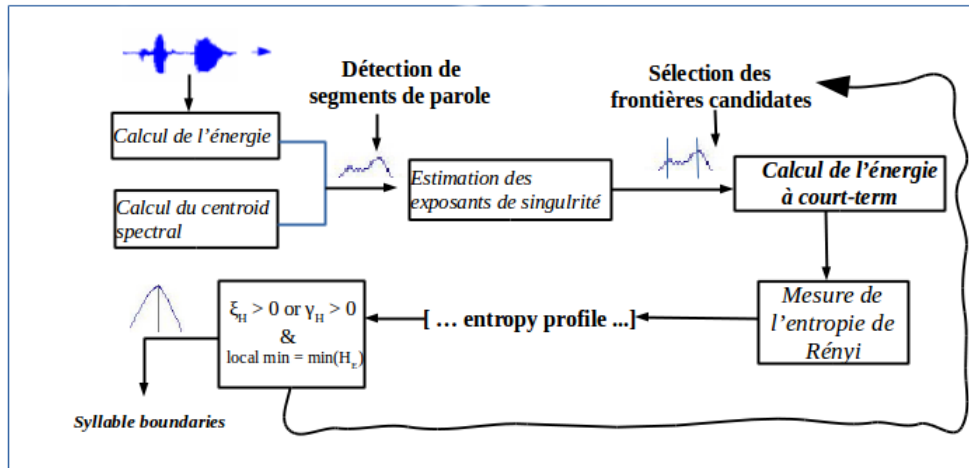 Détection de
segments de parole
Sélection des
frontières candidates
Calcul de l'énergie
Calcul du centroid
spectral
Estimation des
exposants de singulrité
Calcul de l'énergie
à court-term
Mesure de
l'entropie de
Rényi
[ ... entropy profile ...]
ξH > 0 or γH > 0
&
local min = min(HE)
Syllable boundaries